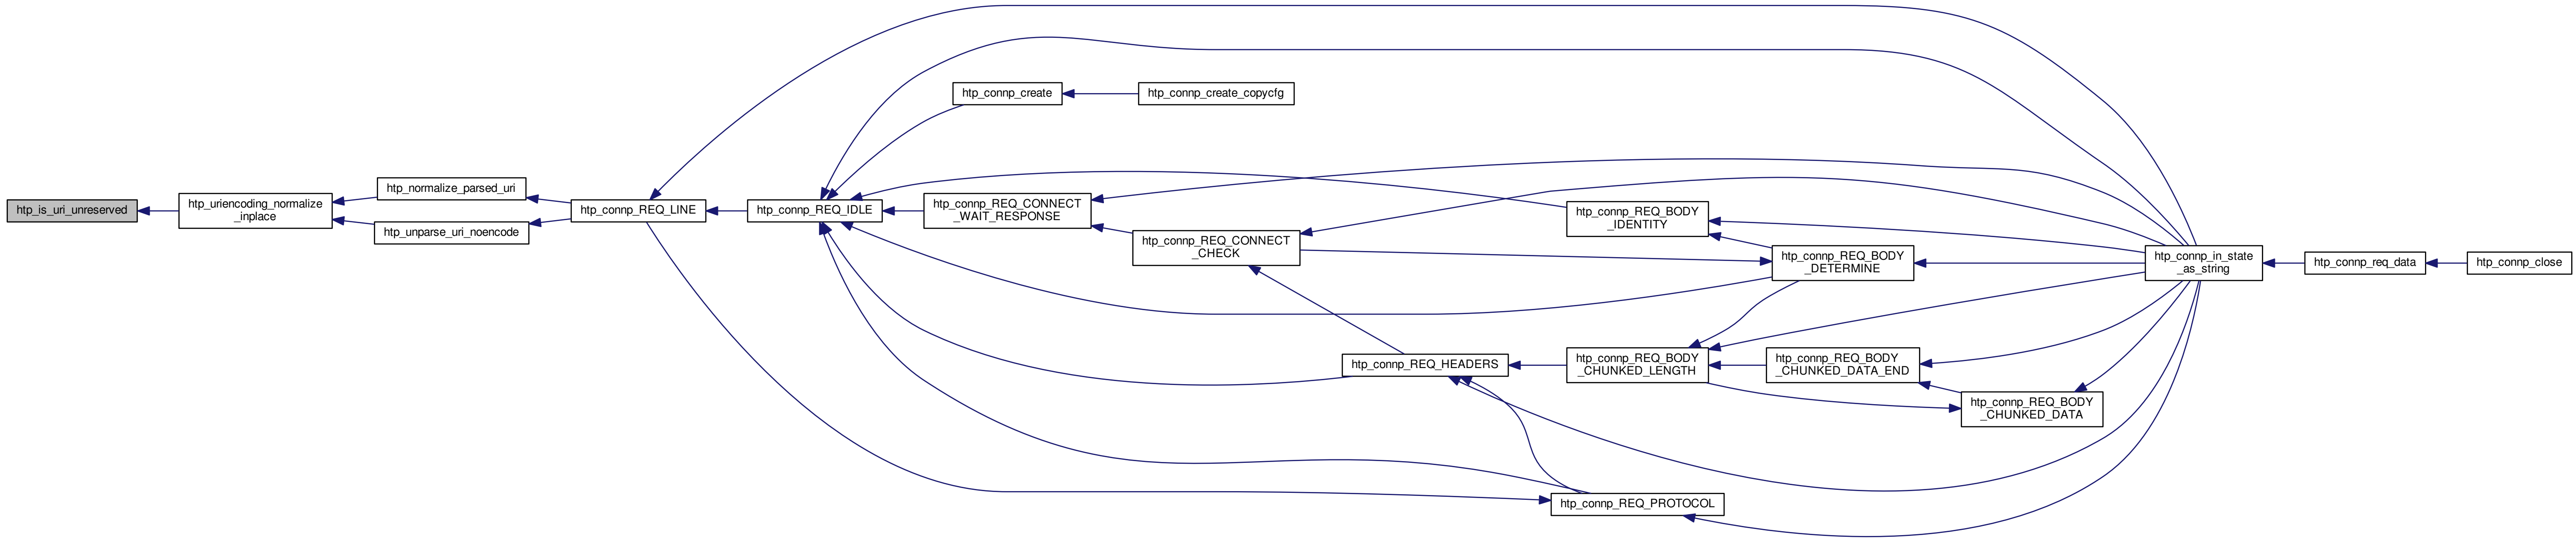 htp_is_uri_unreserved
htp_uriencoding_normalize
_inplace
htp_normalize_parsed_uri
htp_unparse_uri_noencode
htp_connp_REQ_LINE
htp_connp_REQ_IDLE
htp_connp_create
htp_connp_create_copycfg
htp_connp_REQ_CONNECT
_WAIT_RESPONSE
htp_connp_REQ_CONNECT
_CHECK
htp_connp_REQ_HEADERS
htp_connp_REQ_BODY
_IDENTITY
htp_connp_REQ_BODY
_CHUNKED_LENGTH
htp_connp_REQ_PROTOCOL
htp_connp_REQ_BODY
_DETERMINE
htp_connp_REQ_BODY
_CHUNKED_DATA_END
htp_connp_REQ_BODY
_CHUNKED_DATA
htp_connp_in_state
_as_string
htp_connp_req_data
htp_connp_close